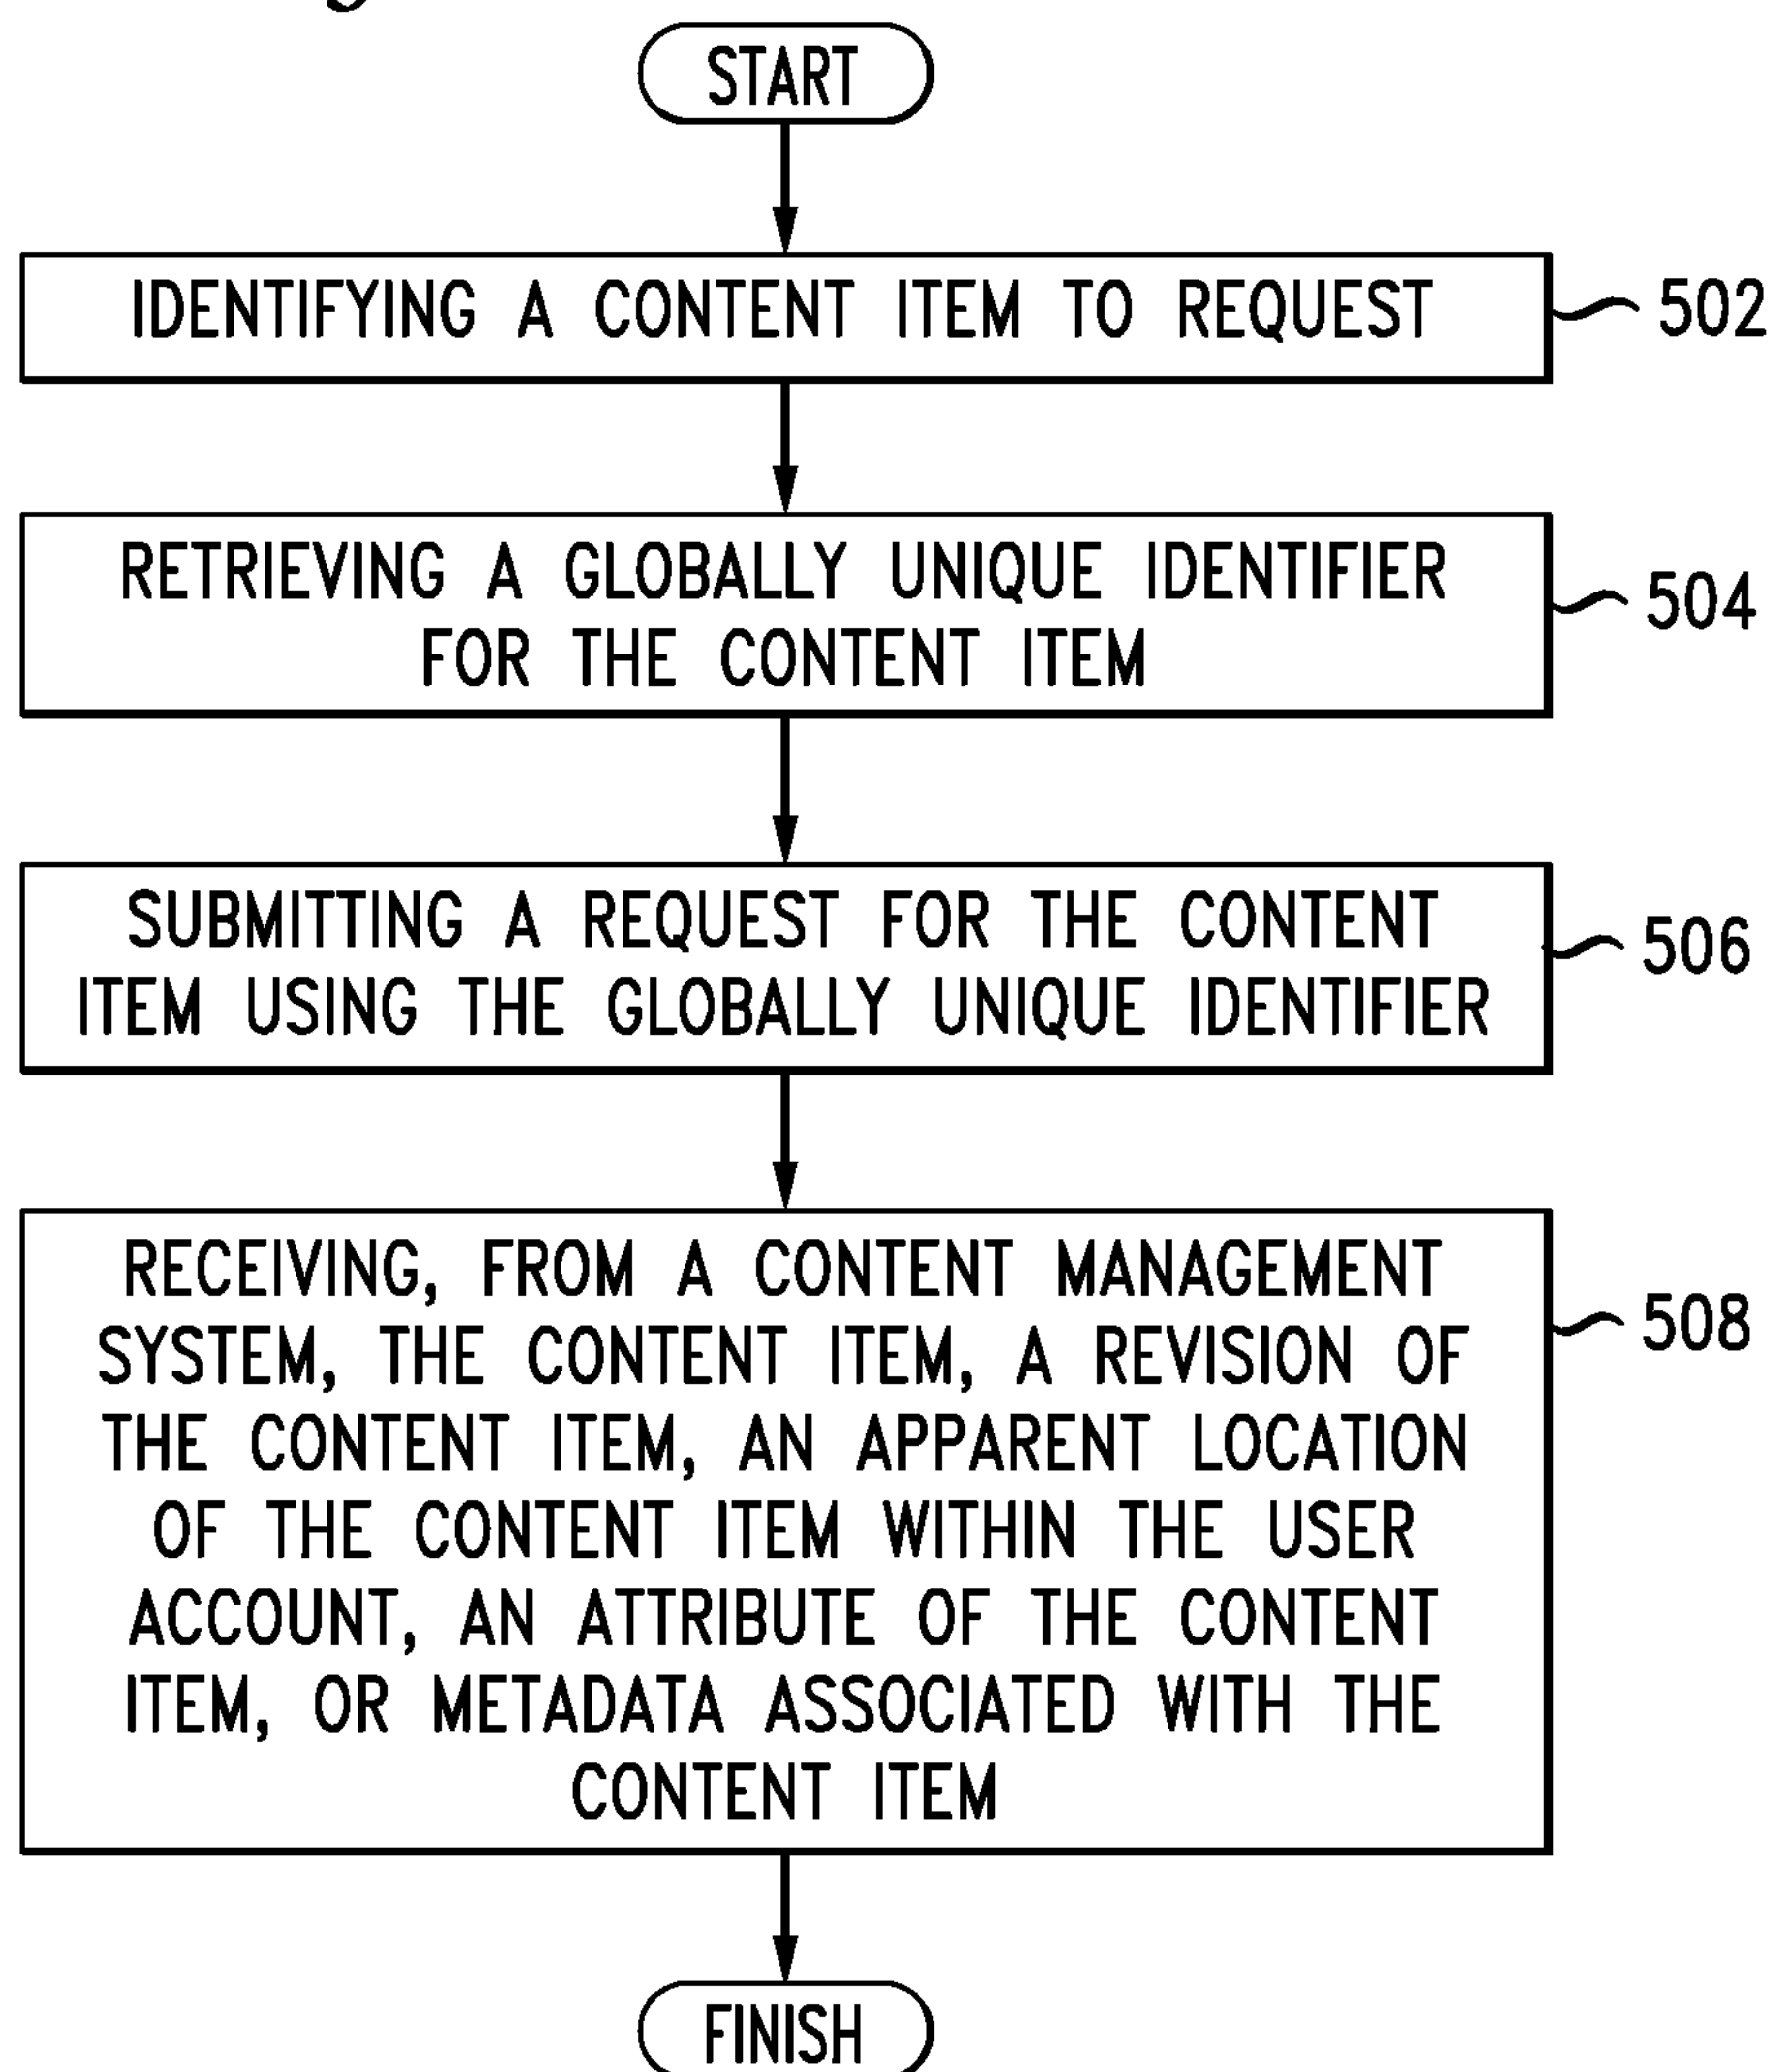 START
IDENTIFYING A CONTENT ITEM TO REQUEST
502
RETRIEVING A GLOBALLY UNIQUE IDENTIFIER
FOR THE CONTENT ITEM
504
SUBMITTING A REQUEST FOR THE CONTENT
ITEM USING THE GLOBALLY UNIQUE IDENTIFIER
506
RECEIVING, FROM A CONTENT MANAGEMENT
SYSTEM, THE CONTENT ITEM, A REVISION OF
THE CONTENT ITEM, AN APPARENT LOCATION
OF THE CONTENT ITEM WITHIN THE USER
ACCOUNT, AN ATTRIBUTE OF THE CONTENT
ITEM, OR METADATA ASSOCIATED WITH THE
CONTENT ITEM
508
FINISH